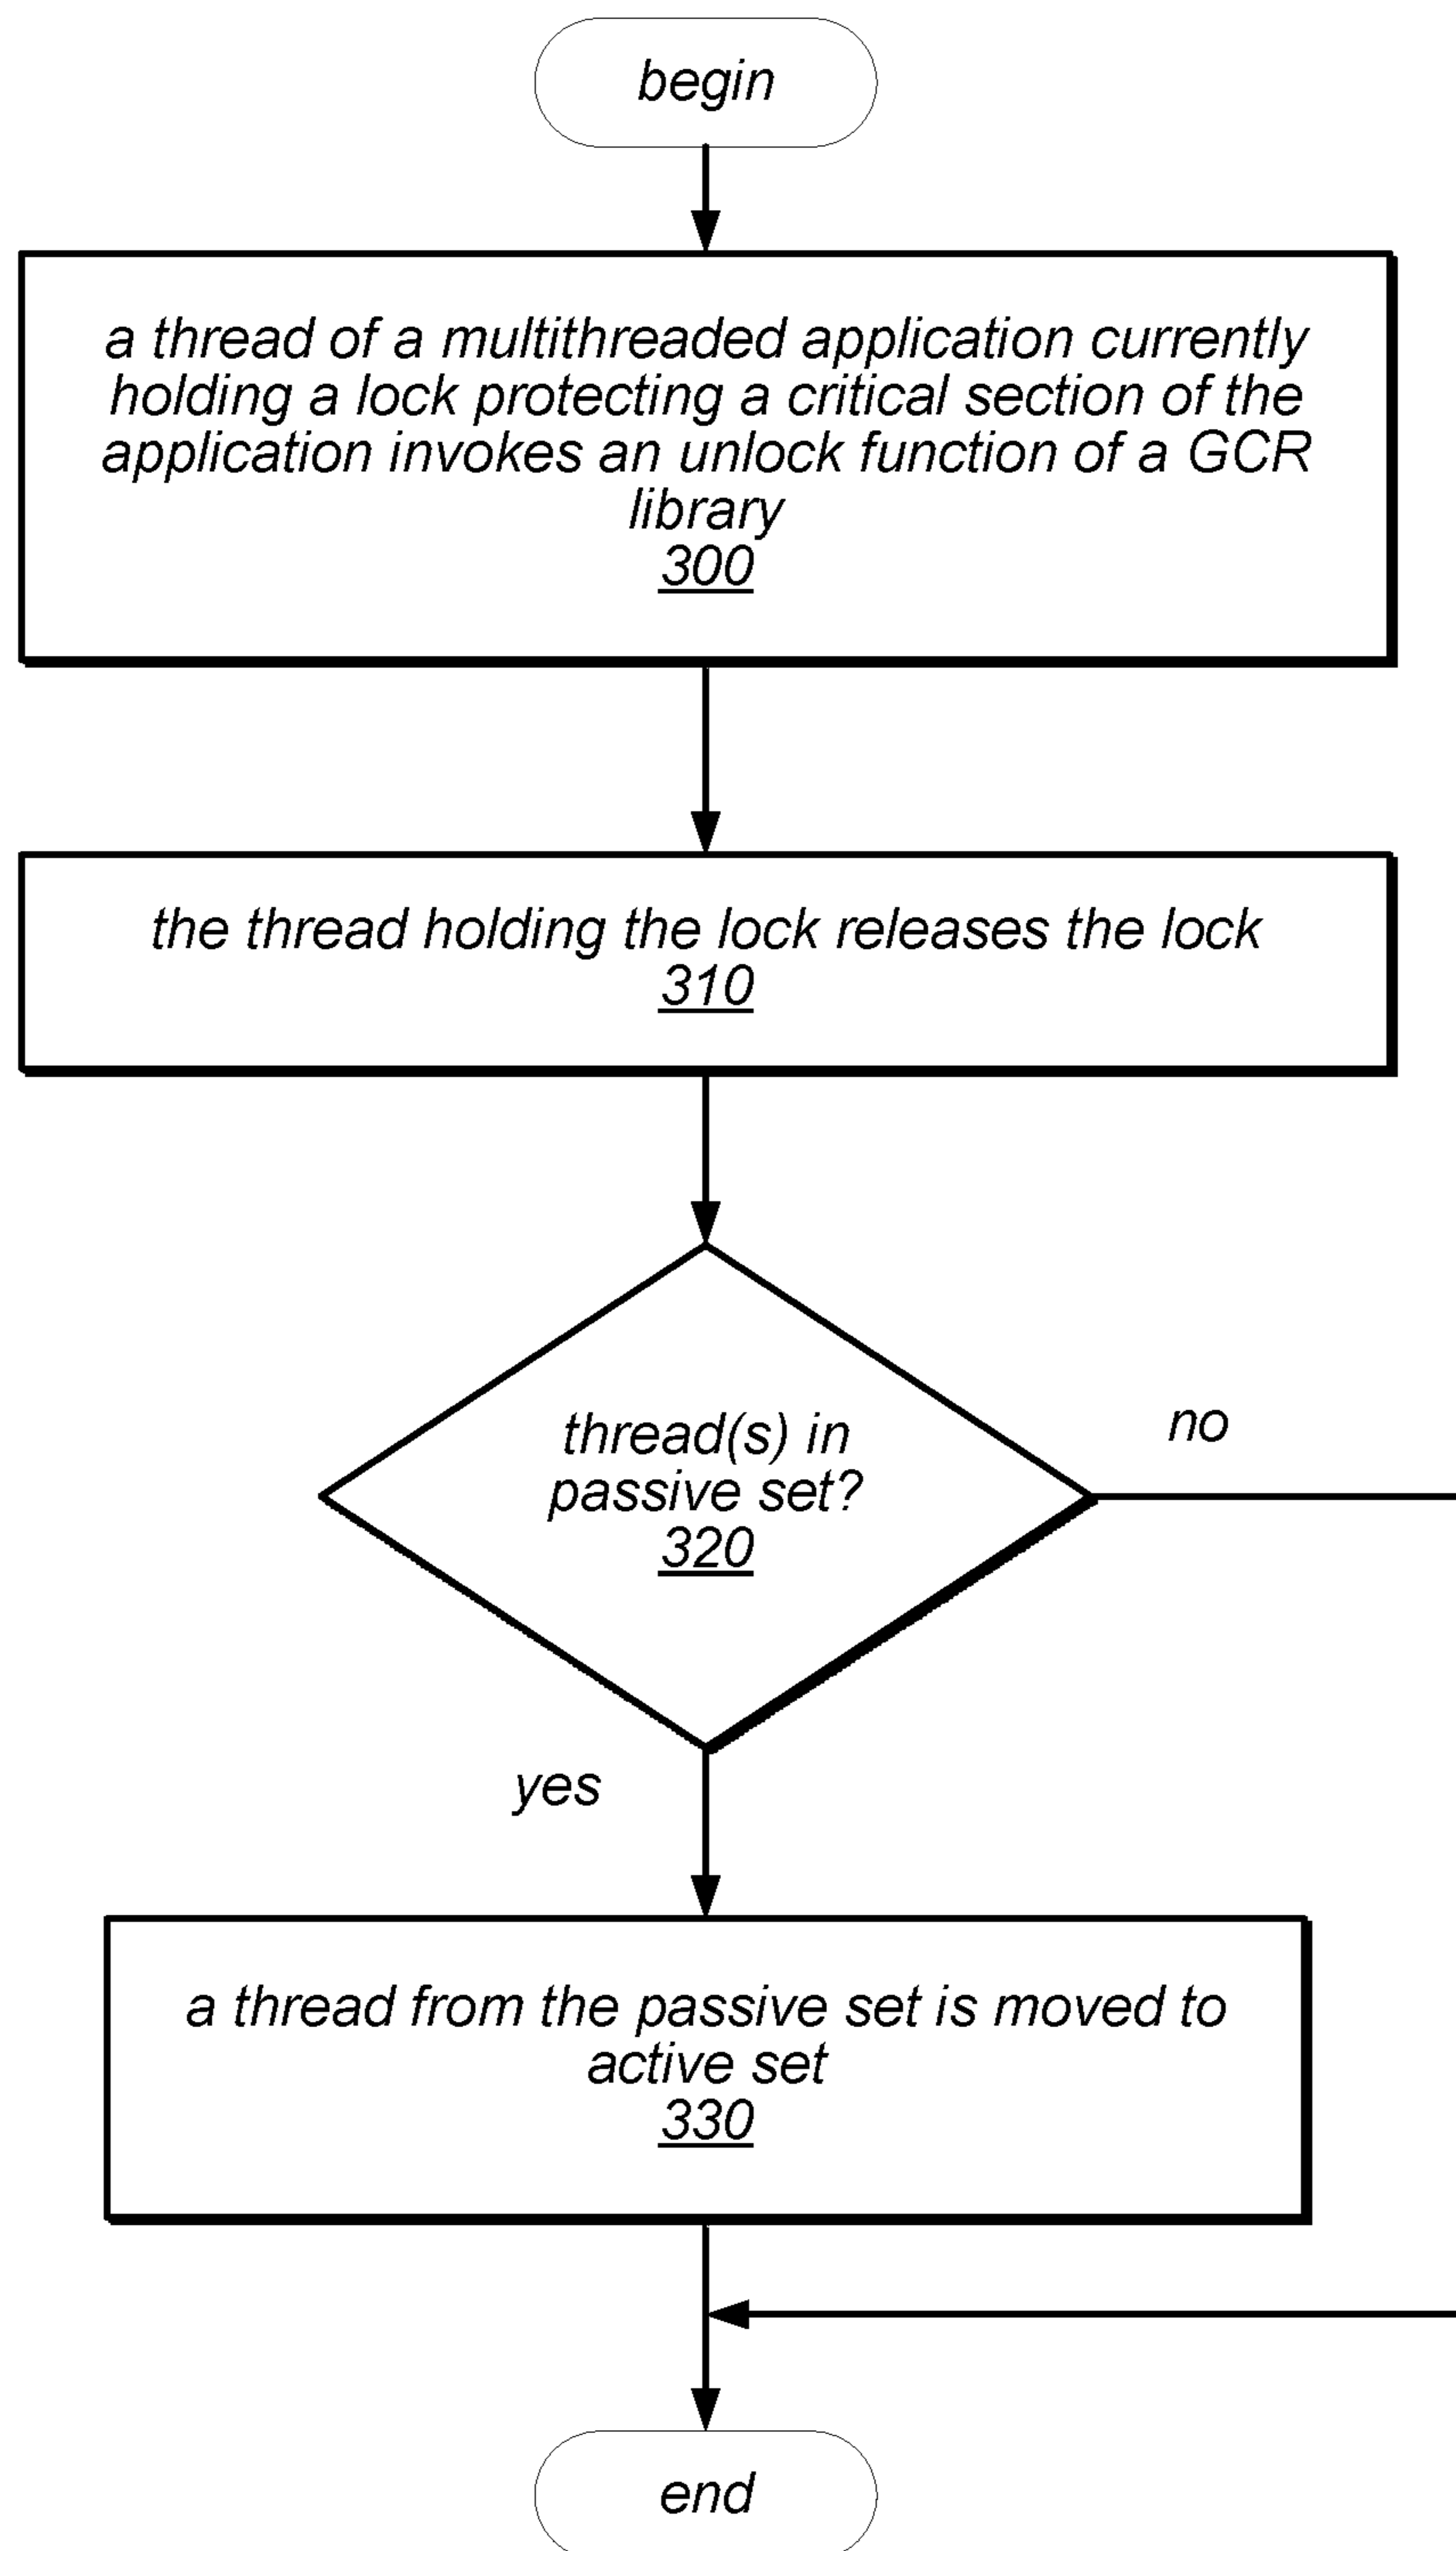 begin
a thread of a multithreaded application currently
holding a lock protecting a critical section of the
application invokes an unlock function of a GCR
library
300
the thread holding the lock releases the lock
310
thread(s) in
passive set?
320
no
yes
a thread from the passive set is moved to
active set
330
end